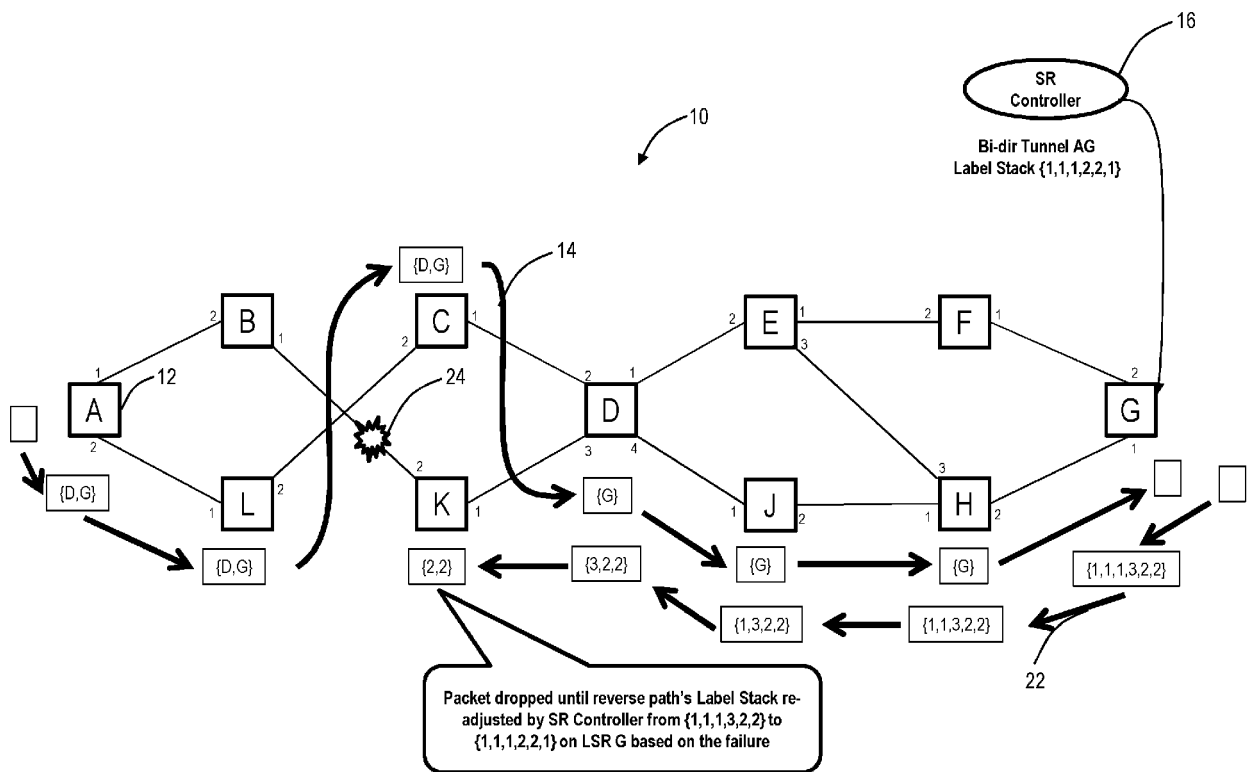 16
SR
Controller
10
Bi-dir Tunnel AG
Label Stack {1,1,1,2,2,1}
{D,G}
14
2
B
1
C
1
2
2
E
1
3
2
F
1
24
1
12
A
2
2
1
D
3
4
2
G
1
1
L
2
2
K
1
1
J
2
3
1
H
2
{D,G}
{G}
{D,G}
{2,2}
{3,2,2}
{G}
{G}
{1,1,1,3,2,2}
{1,3,2,2}
{1,1,3,2,2}
22
Packet dropped until reverse path's Label Stack re-
adjusted by SR Controller from {1,1,1,3,2,2} to
{1,1,1,2,2,1} on LSR G based on the failure